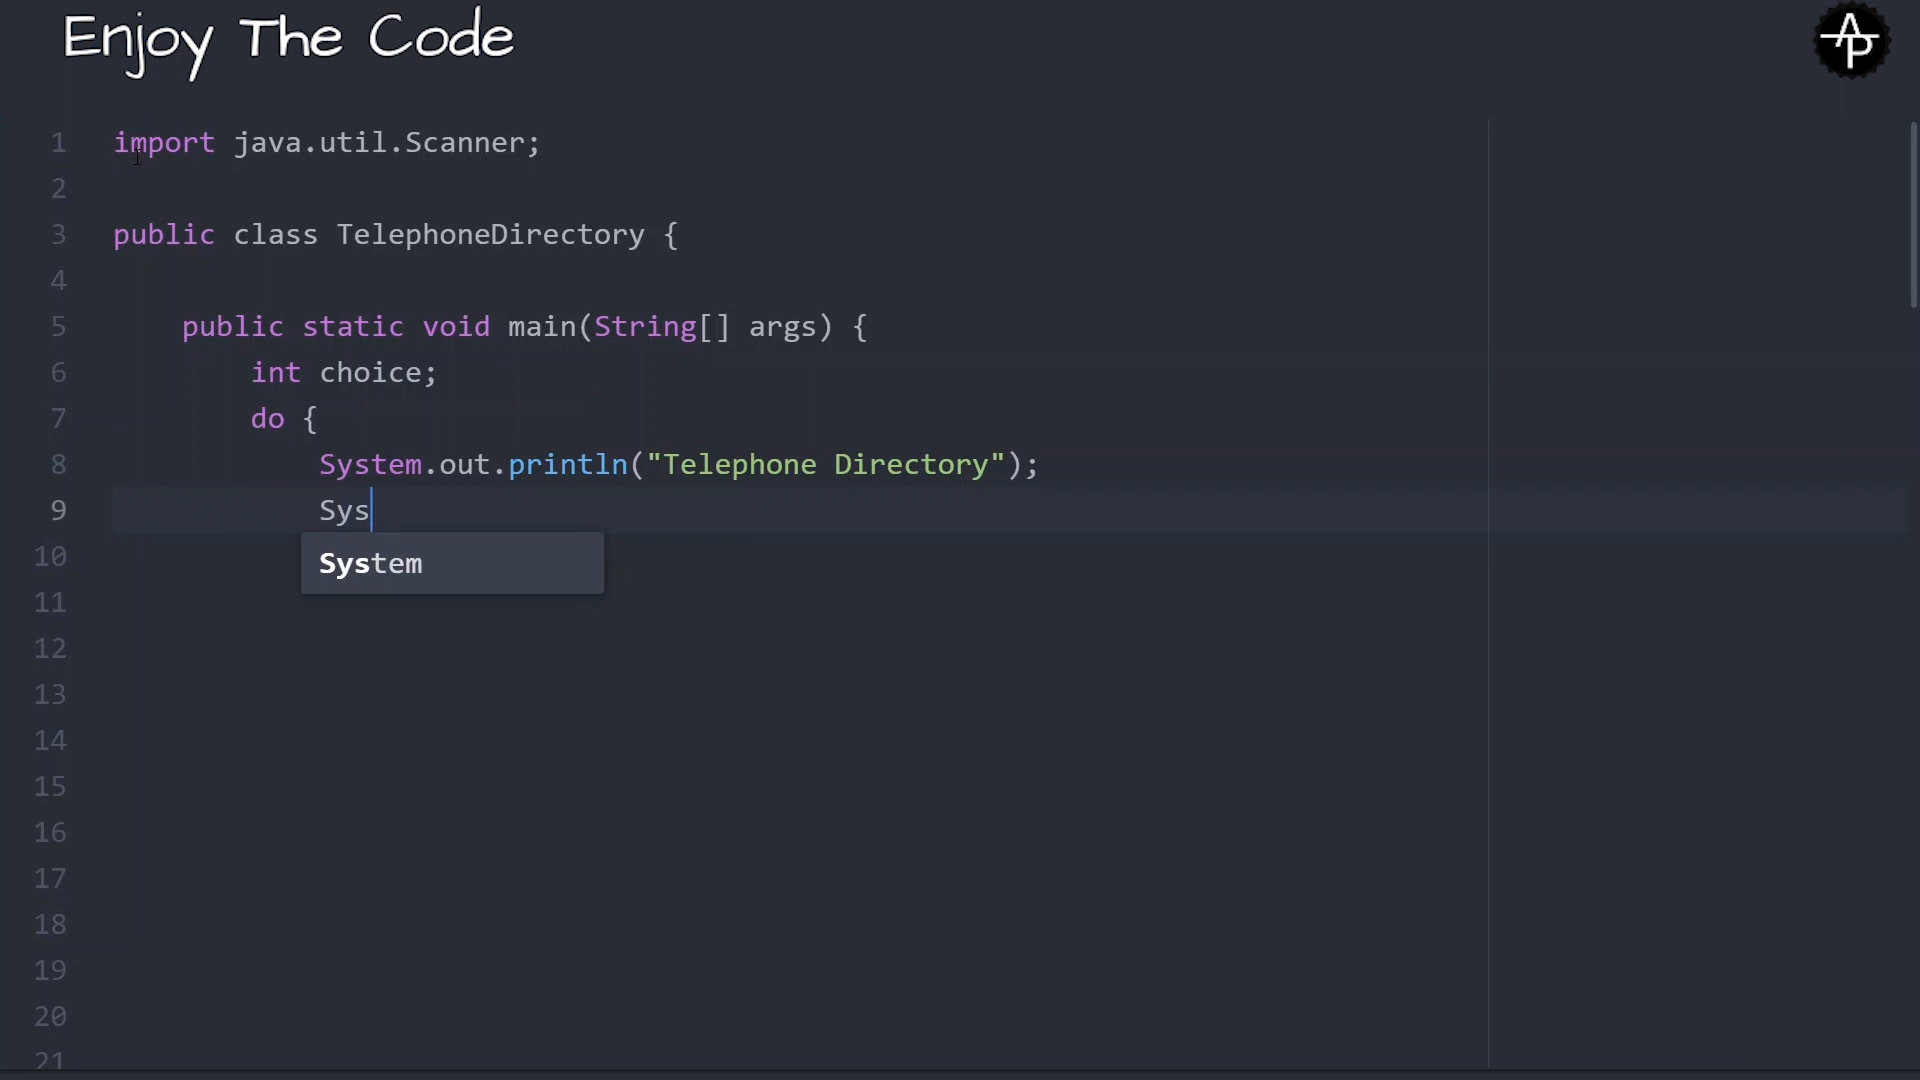 Enjoy The Code
AP
1 import java.util.Scanner;
2
3 public class TelephoneDirectory {
4
5 public static void main(String[] args) {
6 int choice;
7 do {
8 System.out.println("Telephone Directory");
9 Sys
10 System
11
12
13
14
15
16
17
18
19
20
21